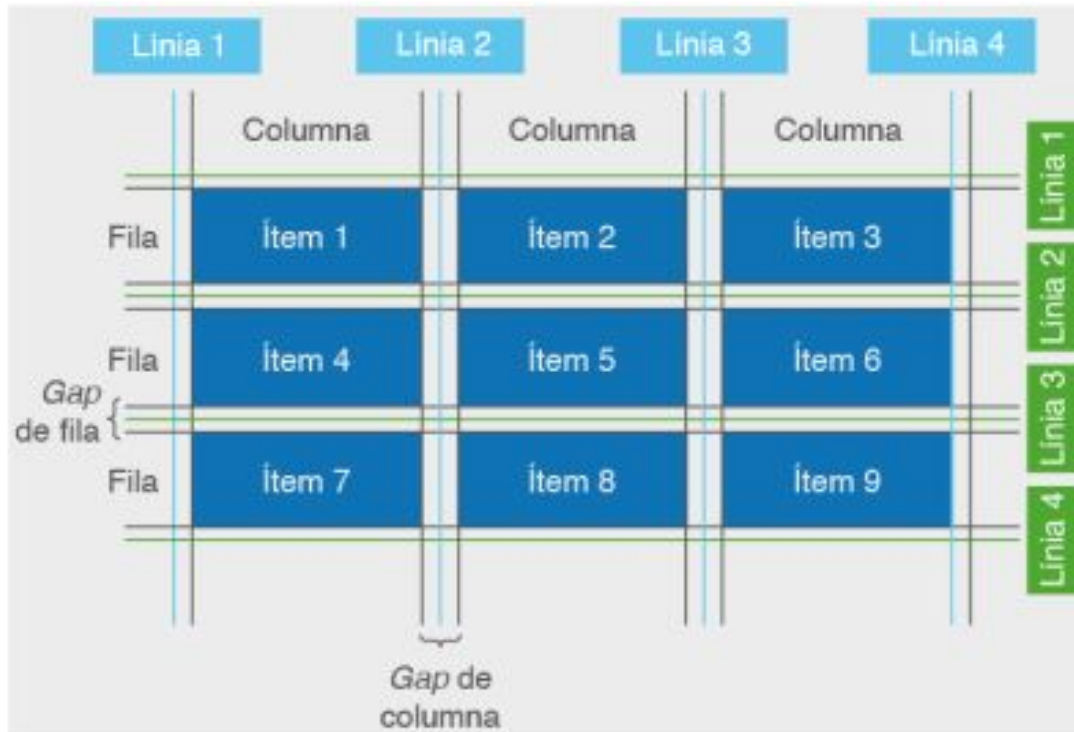 Línia 1
Línia 2
Línia 3
Línia 4
Columna
Columna
Columna
Línia 1
Fila
Ítem 1
Ítem 2
Ítem 3
Línia 2
Fila
Ítem 4
Ítem 5
Ítem 6
Gap
de fila
Línia 3
Fila
Ítem 7
Ítem 8
Ítem 9
Línia 4
Gap de
columna